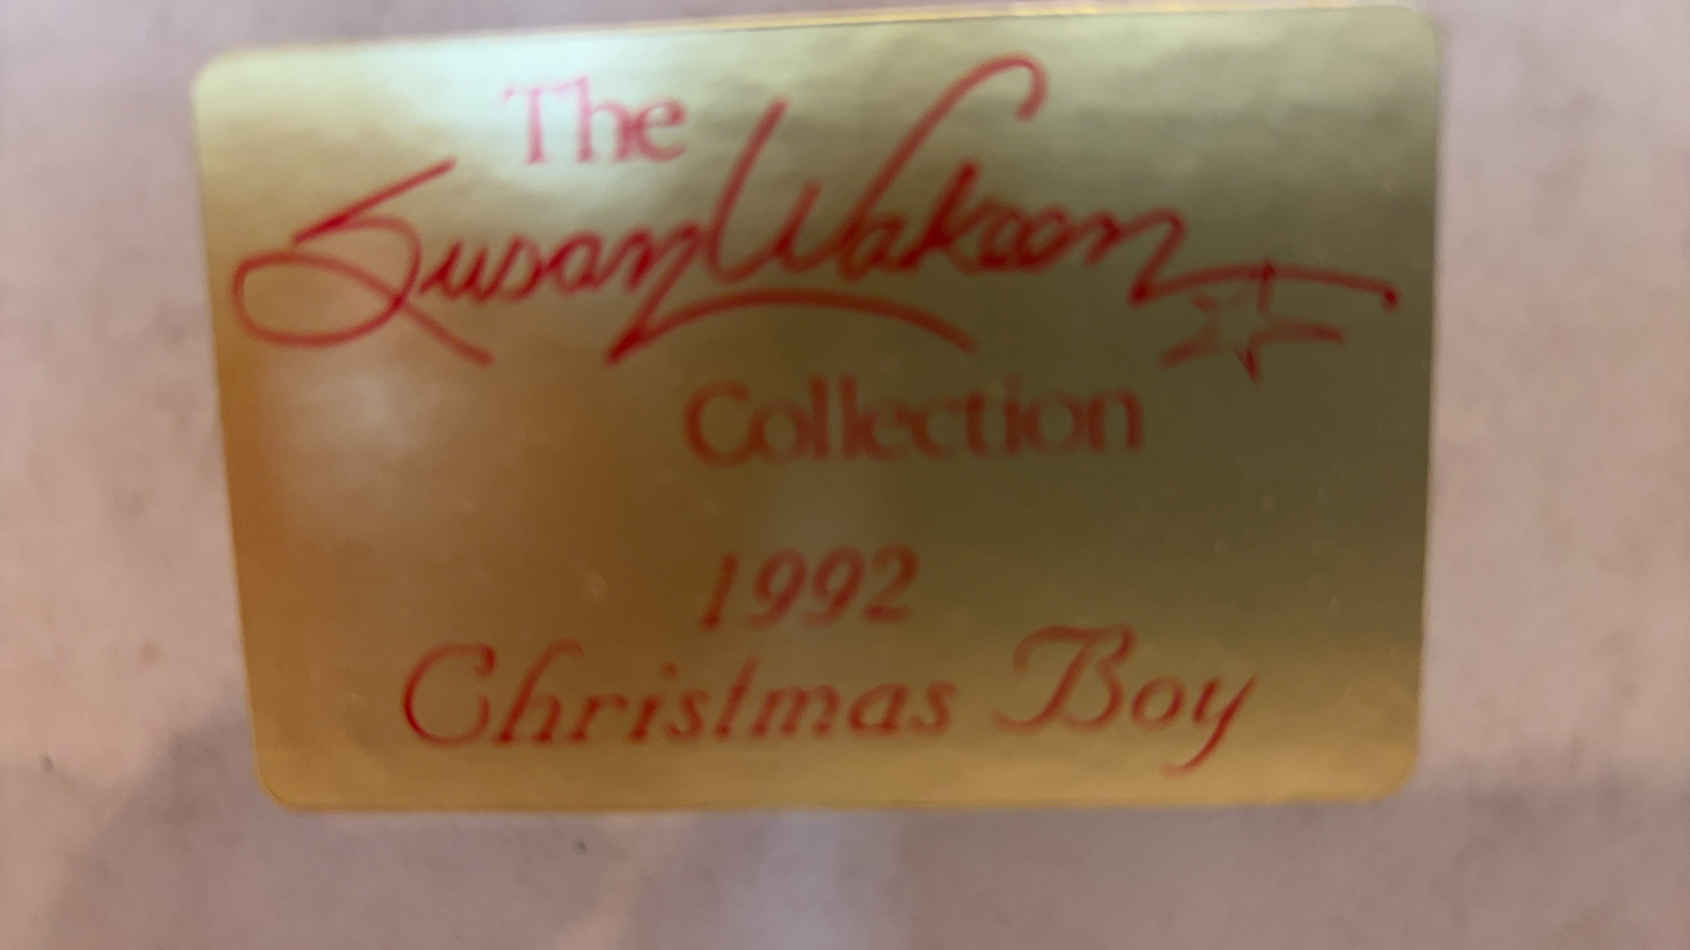 The
Susan Wakeen
Collection
1992
Christmas Boy